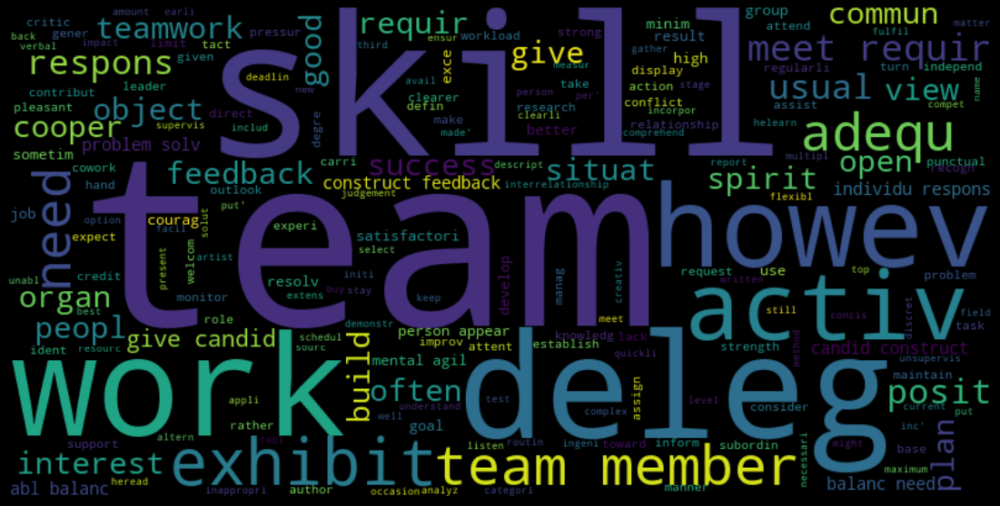 amount earli
critic back gener impact limit pressur
verbal given tact
teamwork
requir
good
skill
third ensur workload
minim
strong result
exce
give
group
attend
commun
matter
fulfil
meet requir
respons
deadlin
new
avail
measur
gather
high
display
regularli
turn independ
name
contribut leader
pleasant
object
direct
degre
defin
clearer
take
action
person per'
stage
conflict
usual view
assist
compet
cooper
supervis
includ
make
made'
research
clearli
better
incorpor
relationship
comprehend
helearn
adequ
sometim
problem solv
need
cowork
hand
feedback
carri
success
descript
situat
report
multipl
recogn
open
punctual
construct feedback
interrelationship
spirit
flexibl
individu respons
outlook
put'
judgement
job
option
courag
facil
expect
welcom
solut
experi
satisfactori
team
howev
unabl
credit
present
artist
select
develop
request
use
top
problem
organ
best
monitor
resolv
extens
initi
buy stay
keep
manag
creativ
written
activ
still
concis
discret
field
task
role
demonstr
meet
peopl
give candid
schedul
person appear
knowledg lack
ident
resourc
sourc
improv attent
establish
quickli
strength
method
candid construct
unsupervis
mental agil
work
build
often
deleg
assign
maintain
current put
posit
appli
rather
understand
test
complex
level
consider
support
altern
tool
well
goal
listen
routin
ingeni
toward
inform
subordin
necessari
might
inc'
base
maximum
plan
interest
exhibit
team member
manner
abl balanc
heread
inappropri
author
occasion
analyz
categori
balanc need